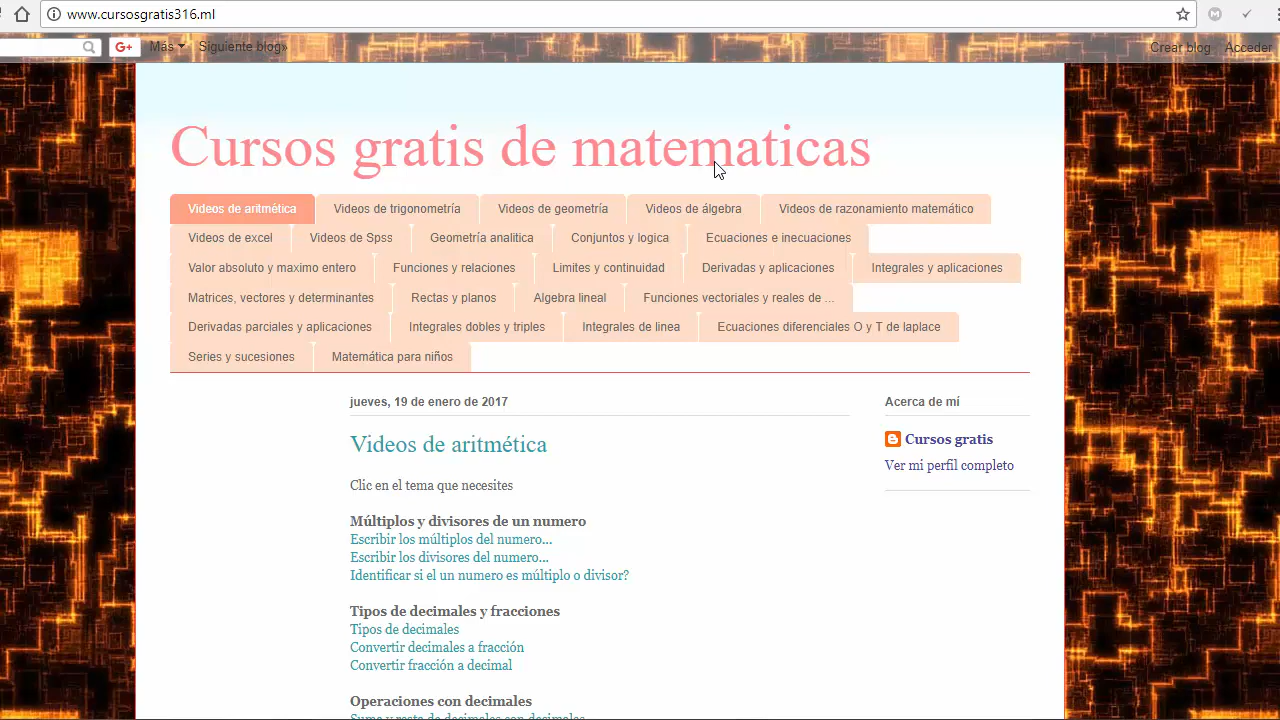 www.cursosgratis316.ml
G+ Más Siguiente blog» Crear blog Acceder
Cursos gratis de matematicas
Videos de aritmética Videos de trigonometría Videos de geometría Videos de álgebra Videos de razonamiento matemático
Videos de excel Videos de Spss Geometría analitica Conjuntos y logica Ecuaciones e inecuaciones
Valor absoluto y maximo entero Funciones y relaciones Limites y continuidad Derivadas y aplicaciones Integrales y aplicaciones
Matrices, vectores y determinantes Rectas y planos Algebra lineal Funciones vectoriales y reales de ...
Derivadas parciales y aplicaciones Integrales dobles y triples Integrales de linea Ecuaciones diferenciales O y T de laplace
Series y sucesiones Matemática para niños
jueves, 19 de enero de 2017
Videos de aritmética
Clic en el tema que necesites
Múltiplos y divisores de un numero
Escribir los múltiplos del numero...
Escribir los divisores del numero...
Identificar si el un numero es múltiplo o divisor?
Tipos de decimales y fracciones
Tipos de decimales
Convertir decimales a fracción
Convertir fracción a decimal
Operaciones con decimales
Suma y resta de decimales con decimales
Acerca de mí
Cursos gratis
Ver mi perfil completo